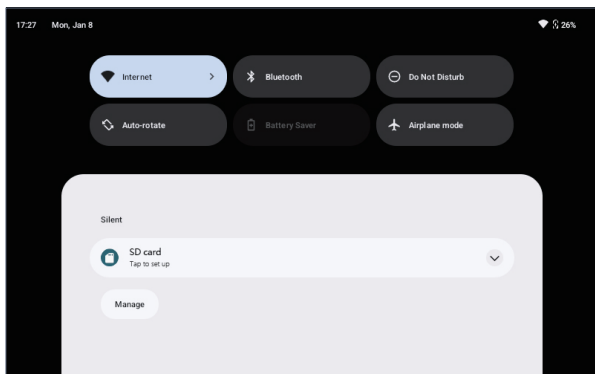 17:27 Mon, Jan 8 26%
Internet Bluetooth Do Not Disturb
Auto-rotate Battery Saver Airplane mode
Silent
SD card
Tap to set up
Manage